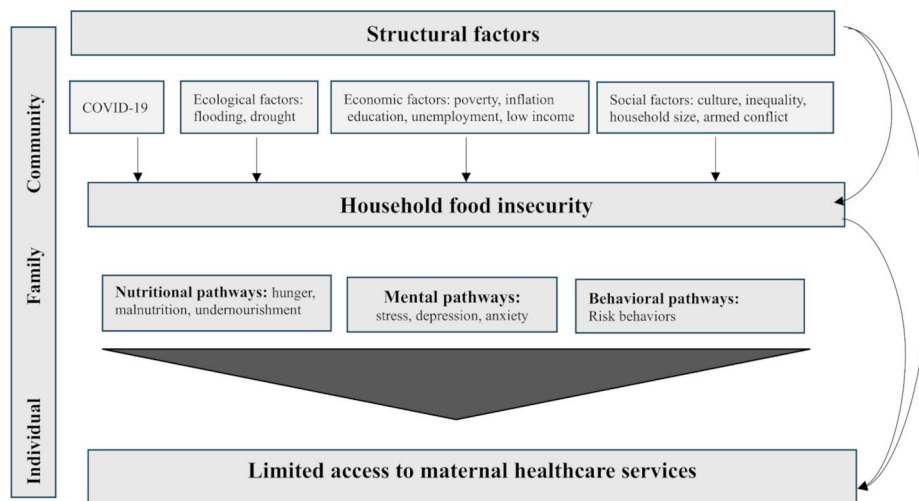 Structural factors
COVID-19
Ecological factors:
flooding, drought
Economic factors: poverty, inflation
education, unemployment, low income
Social factors: culture, inequality,
household size, armed conflict
Community
Household food insecurity
Family
Nutritional pathways: hunger,
malnutrition, undernourishment
Mental pathways:
stress, depression, anxiety
Behavioral pathways:
Risk behaviors
Individual
Limited access to maternal healthcare services